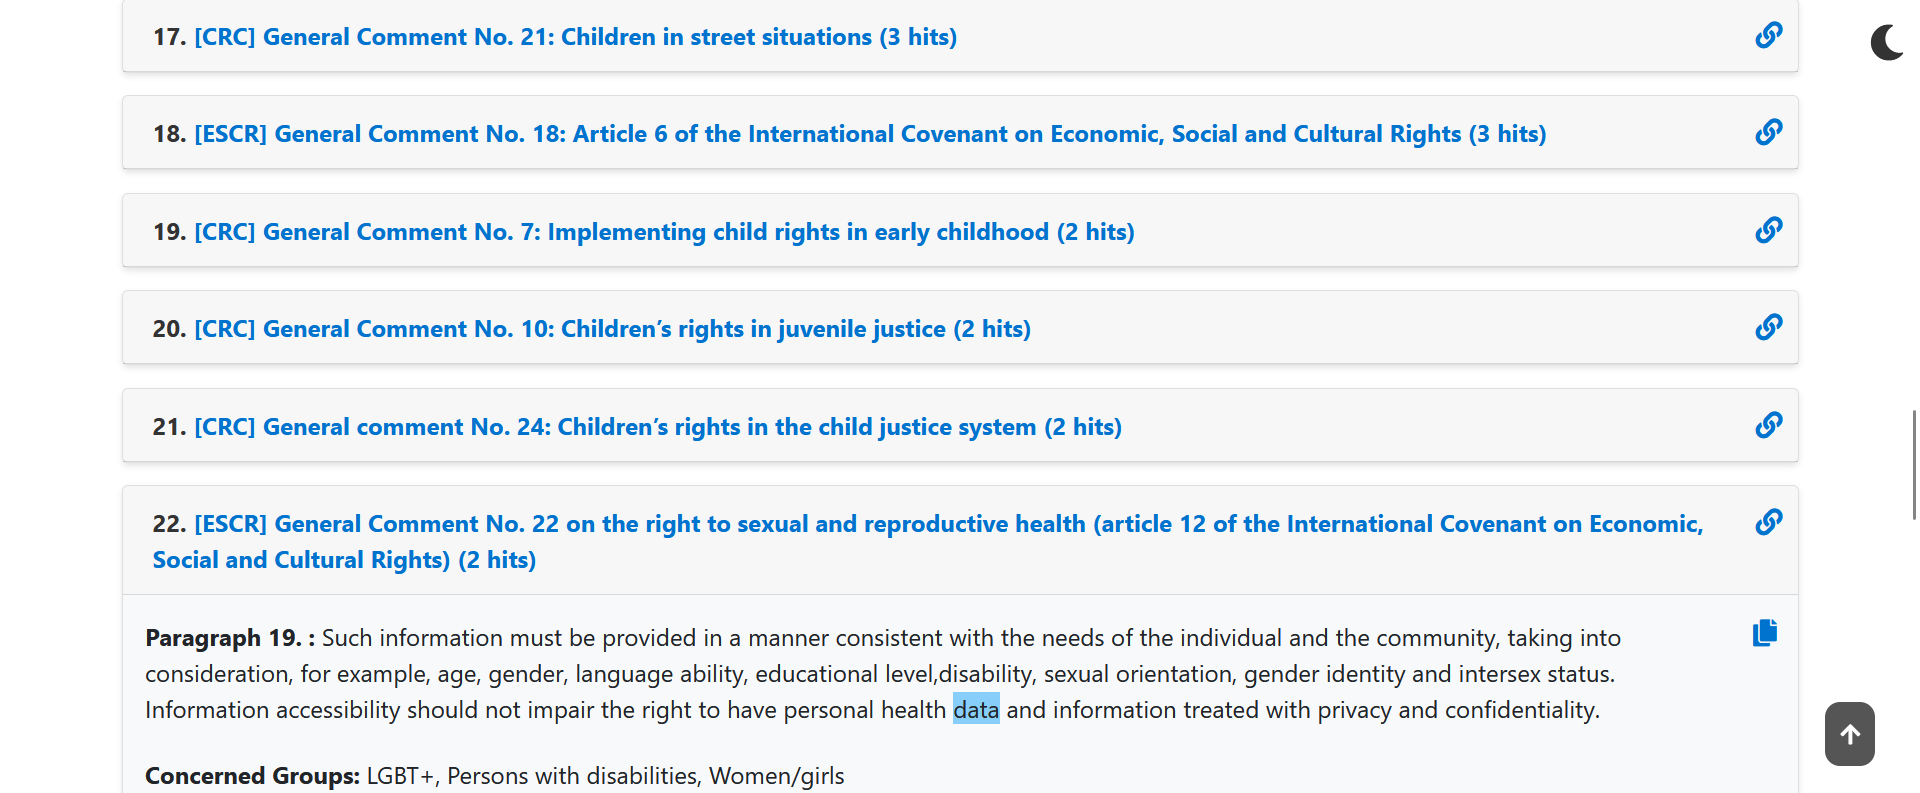 17. [CRC] General Comment No. 21: Children in street situations (3 hits)
18. [ESCR] General Comment No. 18: Article 6 of the International Covenant on Economic, Social and Cultural Rights (3 hits)
19. [CRC] General Comment No. 7: Implementing child rights in early childhood (2 hits)
20. [CRC] General Comment No. 10: Children’s rights in juvenile justice (2 hits)
21. [CRC] General comment No. 24: Children’s rights in the child justice system (2 hits)
22. [ESCR] General Comment No. 22 on the right to sexual and reproductive health (article 12 of the International Covenant on Economic,
Social and Cultural Rights) (2 hits)
Paragraph 19. : Such information must be provided in a manner consistent with the needs of the individual and the community, taking into
consideration, for example, age, gender, language ability, educational level,disability, sexual orientation, gender identity and intersex status.
Information accessibility should not impair the right to have personal health data and information treated with privacy and confidentiality.
Concerned Groups: LGBT+, Persons with disabilities, Women/girls